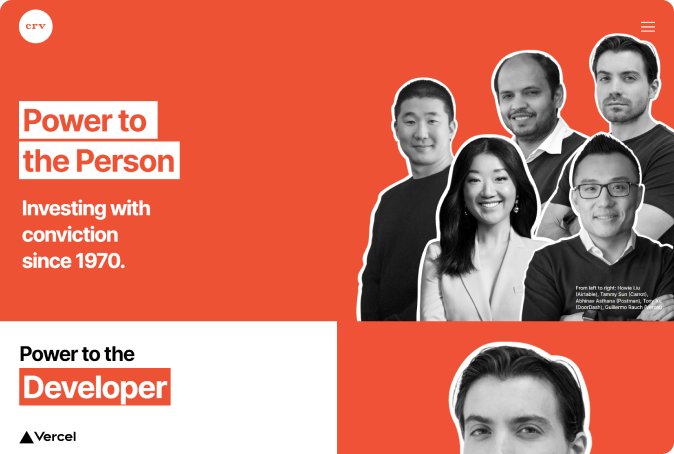 crv
Power to
the Person
Investing with
conviction
since 1970.
From left to right: Howie Liu
(Airtable), Tammy Sun (Carrot),
Abhinav Asthana (Postman), Tony
(DoorDash), Guillermo Rauch (Vercel)
Power to the
Developer
Vercel